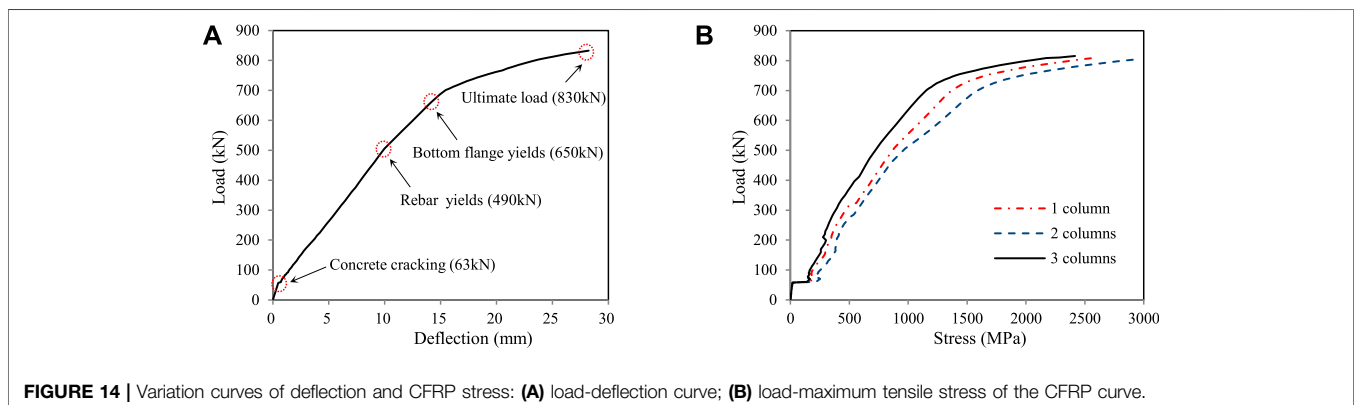 A
900
800
700
600
500
400
300
200
100
0
Load (kN)
0 5 10 15 20 25 30
Deflection (mm)
Ultimate load (830kN)
Bottom flange yields (650kN)
Rebar yields (490kN)
Concrete cracking (63kN)
B
900
800
700
600
500
400
300
200
100
0
Load (kN)
0 500 1000 1500 2000 2500 3000
Stress (MPa)
1 column
2 columns
3 columns
FIGURE 14 | Variation curves of deflection and CFRP stress: (A) load-deflection curve; (B) load-maximum tensile stress of the CFRP curve.